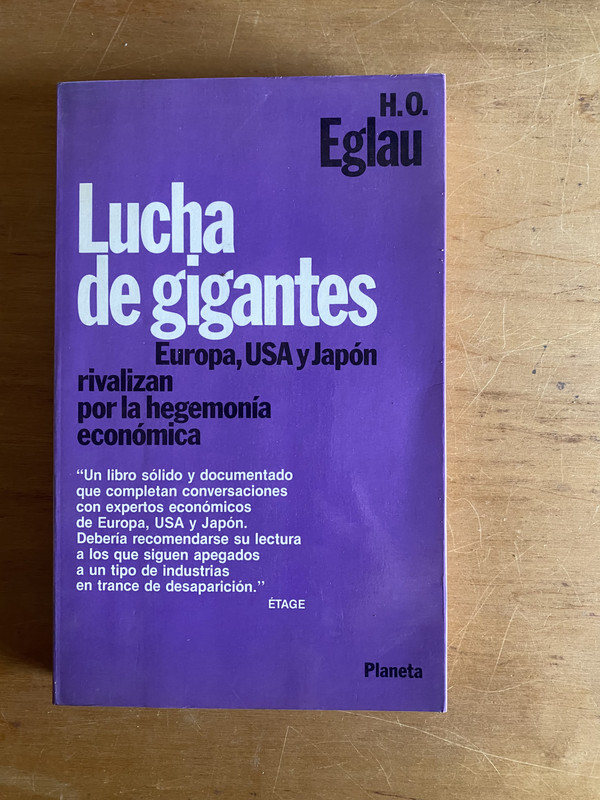 H.O.
Eglau
Lucha
de gigantes
Europa, USA y Japón
rivalizan
por la hegemonía
económica
“Un libro sólido y documentado
que completan conversaciones
con expertos económicos
de Europa, USA y Japón.
Debería recomendarse su lectura
a los que siguen apegados
a un tipo de industrias
en trance de desaparición.”
ÉTAGE
Planeta